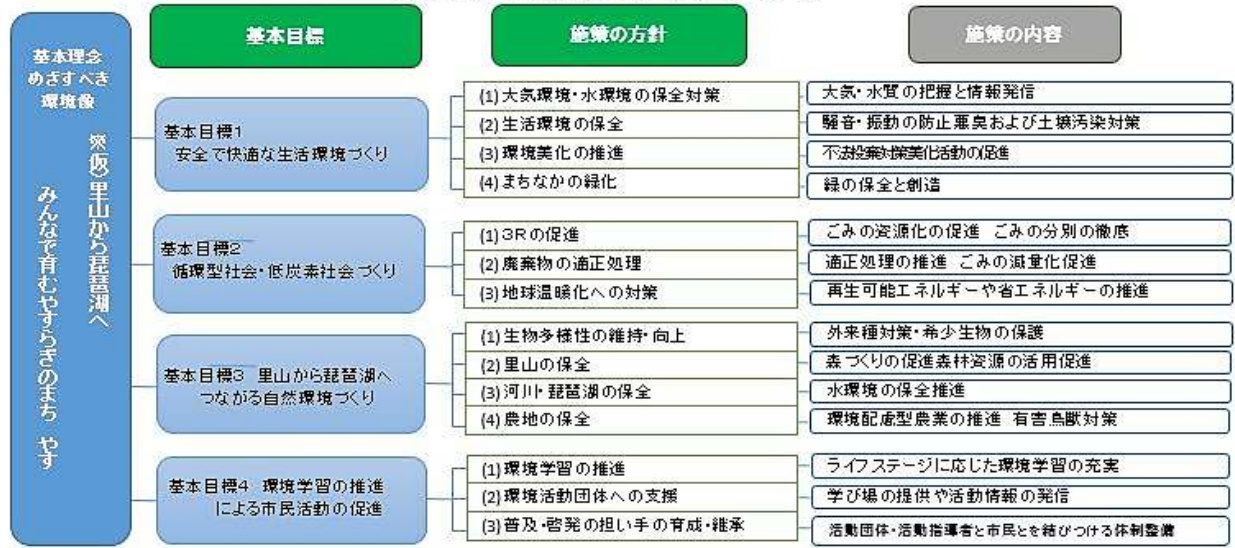 基本理念
めざすべき
環境像
※(仮)里山から琵琶湖へ
みんなで育むやすらぎのまち やす
基本目標
施策の方針
施策の内容
基本目標1
安全で快適な生活環境づくり
(1)大気環境・水環境の保全対策
大気・水質の把握と情報発信
(2)生活環境の保全
騒音・振動の防止悪臭および土壌汚染対策
(3)環境美化の推進
不法投棄対策美化活動の促進
(4)まちなかの緑化
緑の保全と創造
基本目標2
循環型社会・低炭素社会づくり
(1)3Rの促進
ごみの資源化の促進 ごみの分別の徹底
(2)廃棄物の適正処理
適正処理の推進 ごみの減量化促進
(3)地球温暖化への対策
再生可能エネルギーや省エネルギーの推進
基本目標3 里山から琵琶湖へ
つながる自然環境づくり
(1)生物多様性の維持・向上
外来種対策・希少生物の保護
(2)里山の保全
森づくりの促進森林資源の活用促進
(3)河川・琵琶湖の保全
水環境の保全推進
(4)農地の保全
環境配慮型農業の推進 有害鳥獣対策
基本目標4 環境学習の推進
による市民活動の促進
(1)環境学習の推進
ライフステージに応じた環境学習の充実
(2)環境活動団体への支援
学び場の提供や活動情報の発信
(3)普及・啓発の担い手の育成・継承
活動団体・活動指導者と市民とを結びつける体制整備